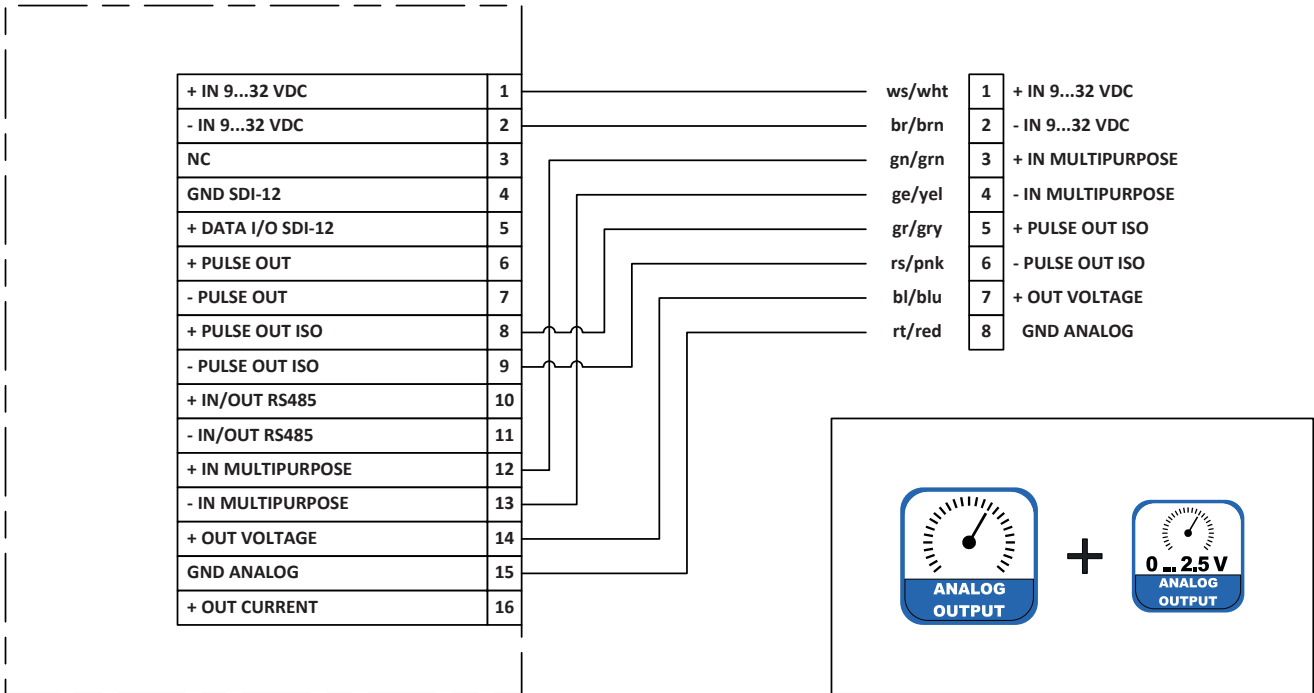 + IN 9...32 VDC 1
- IN 9...32 VDC 2
NC 3
GND SDI-12 4
+ DATA I/O SDI-12 5
+ PULSE OUT 6
- PULSE OUT 7
+ PULSE OUT ISO 8
- PULSE OUT ISO 9
+ IN/OUT RS485 10
- IN/OUT RS485 11
+ IN MULTIPURPOSE 12
- IN MULTIPURPOSE 13
+ OUT VOLTAGE 14
GND ANALOG 15
+ OUT CURRENT 16
ws/wht 1 + IN 9...32 VDC
br/brn 2 - IN 9...32 VDC
gn/grn 3 + IN MULTIPURPOSE
ge/yel 4 - IN MULTIPURPOSE
gr/gry 5 + PULSE OUT ISO
rs/pnk 6 - PULSE OUT ISO
bl/blu 7 + OUT VOLTAGE
rt/red 8 GND ANALOG
ANALOG
OUTPUT
+
0 ... 2.5 V
ANALOG
OUTPUT